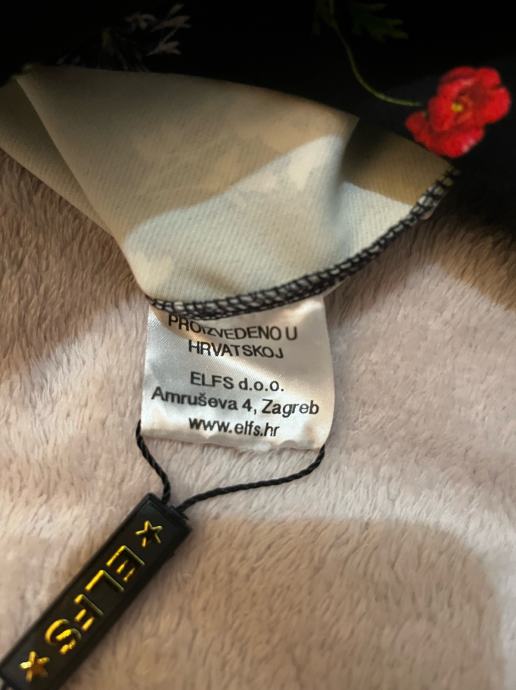 PROIZVEDENO U
HRVATSKOJ
ELFS d.o.o.
Amruševa 4, Zagreb
www.elfs.hr
ELFS